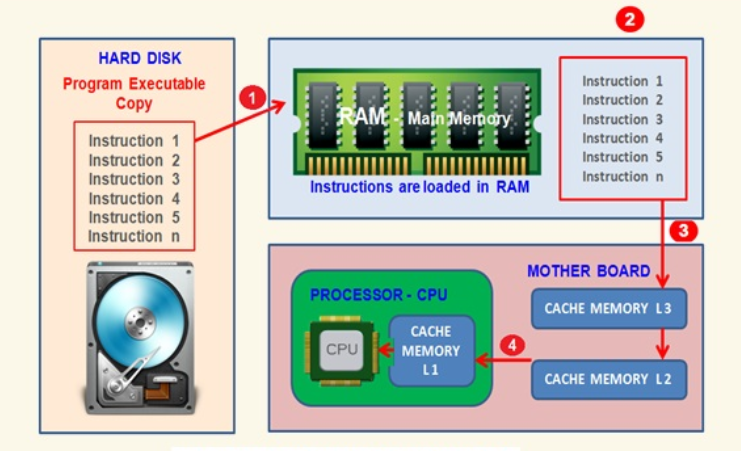 HARD DISK
Program Executable
Copy
Instruction 1
Instruction 2
Instruction 3
Instruction 4
Instruction 5
Instruction n
1
RAM - Main Memory
Instructions are loaded in RAM
2
Instruction 1
Instruction 2
Instruction 3
Instruction 4
Instruction 5
Instruction n
3
MOTHER BOARD
PROCESSOR - CPU
CPU
CACHE
MEMORY
L1
4
CACHE MEMORY L3
CACHE MEMORY L2